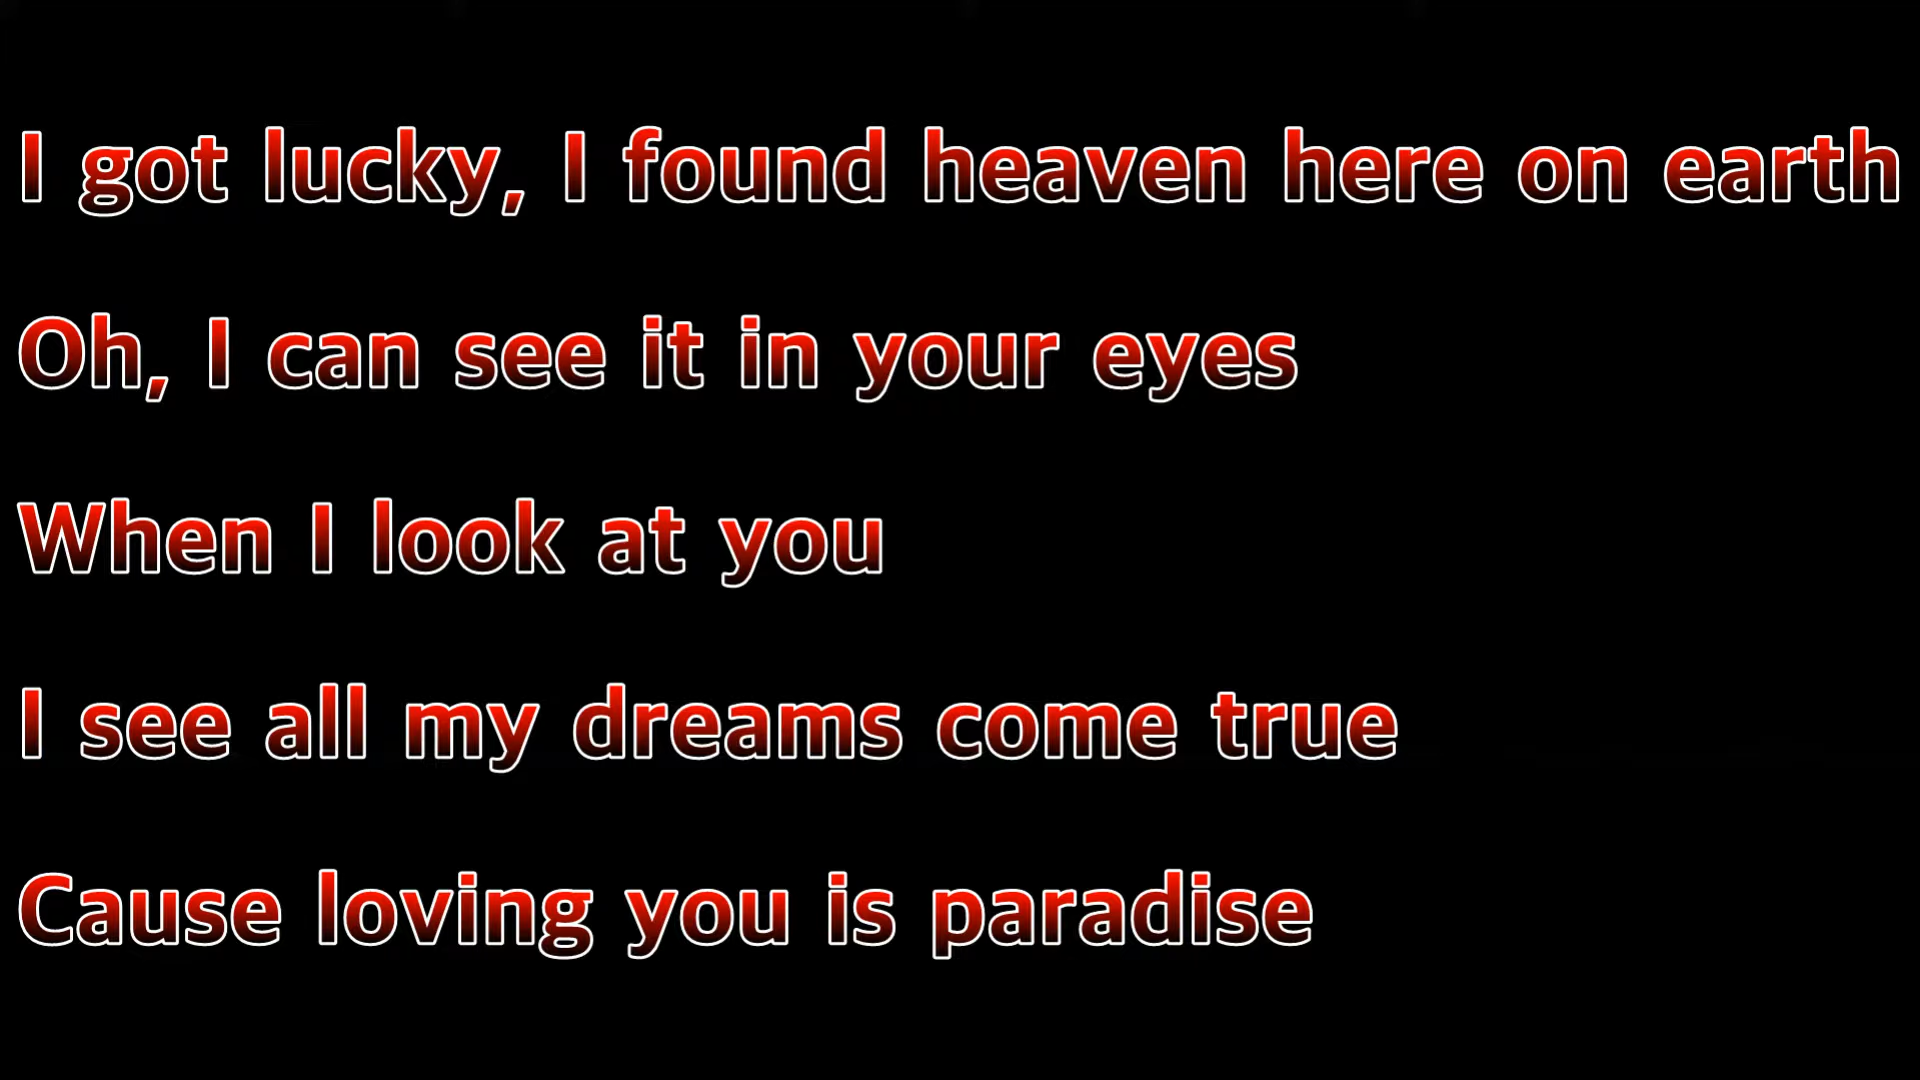 I got lucky, I found heaven here on earth
Oh, I can see it in your eyes
When I look at you
I see all my dreams come true
Cause loving you is paradise